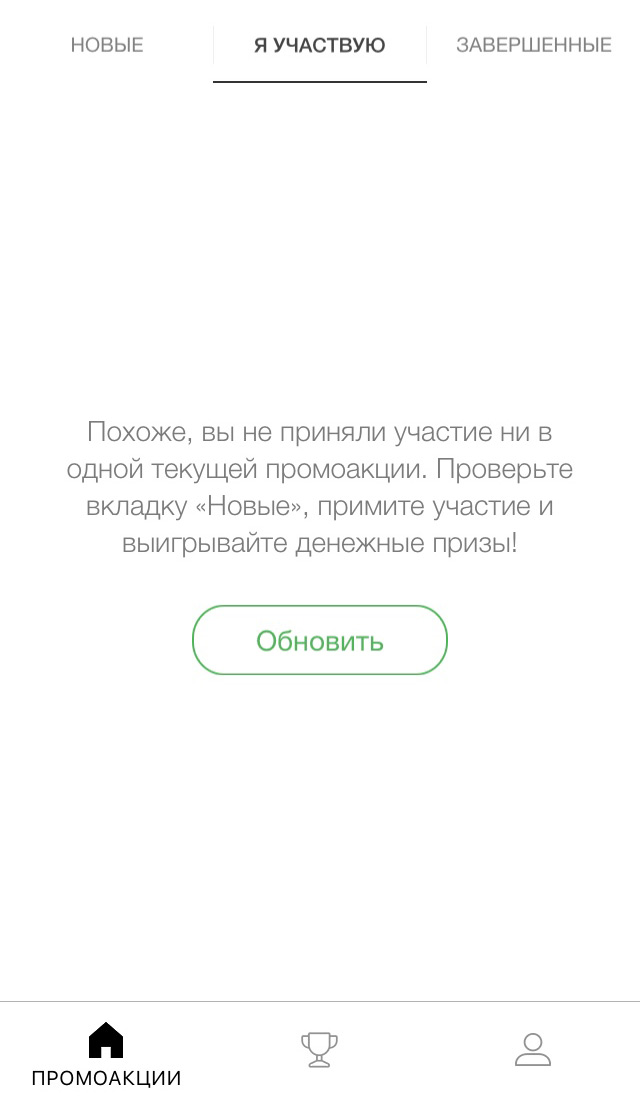 НОВЫЕ
Я УЧАСТВУЮ
ЗАВЕРШЕННЫЕ
Похоже, вы не приняли участие ни в
одной текущей промоакции. Проверьте
вкладку «Новые», примите участие и
выигрывайте денежные призы!
Обновить
ПРОМОАКЦИИ